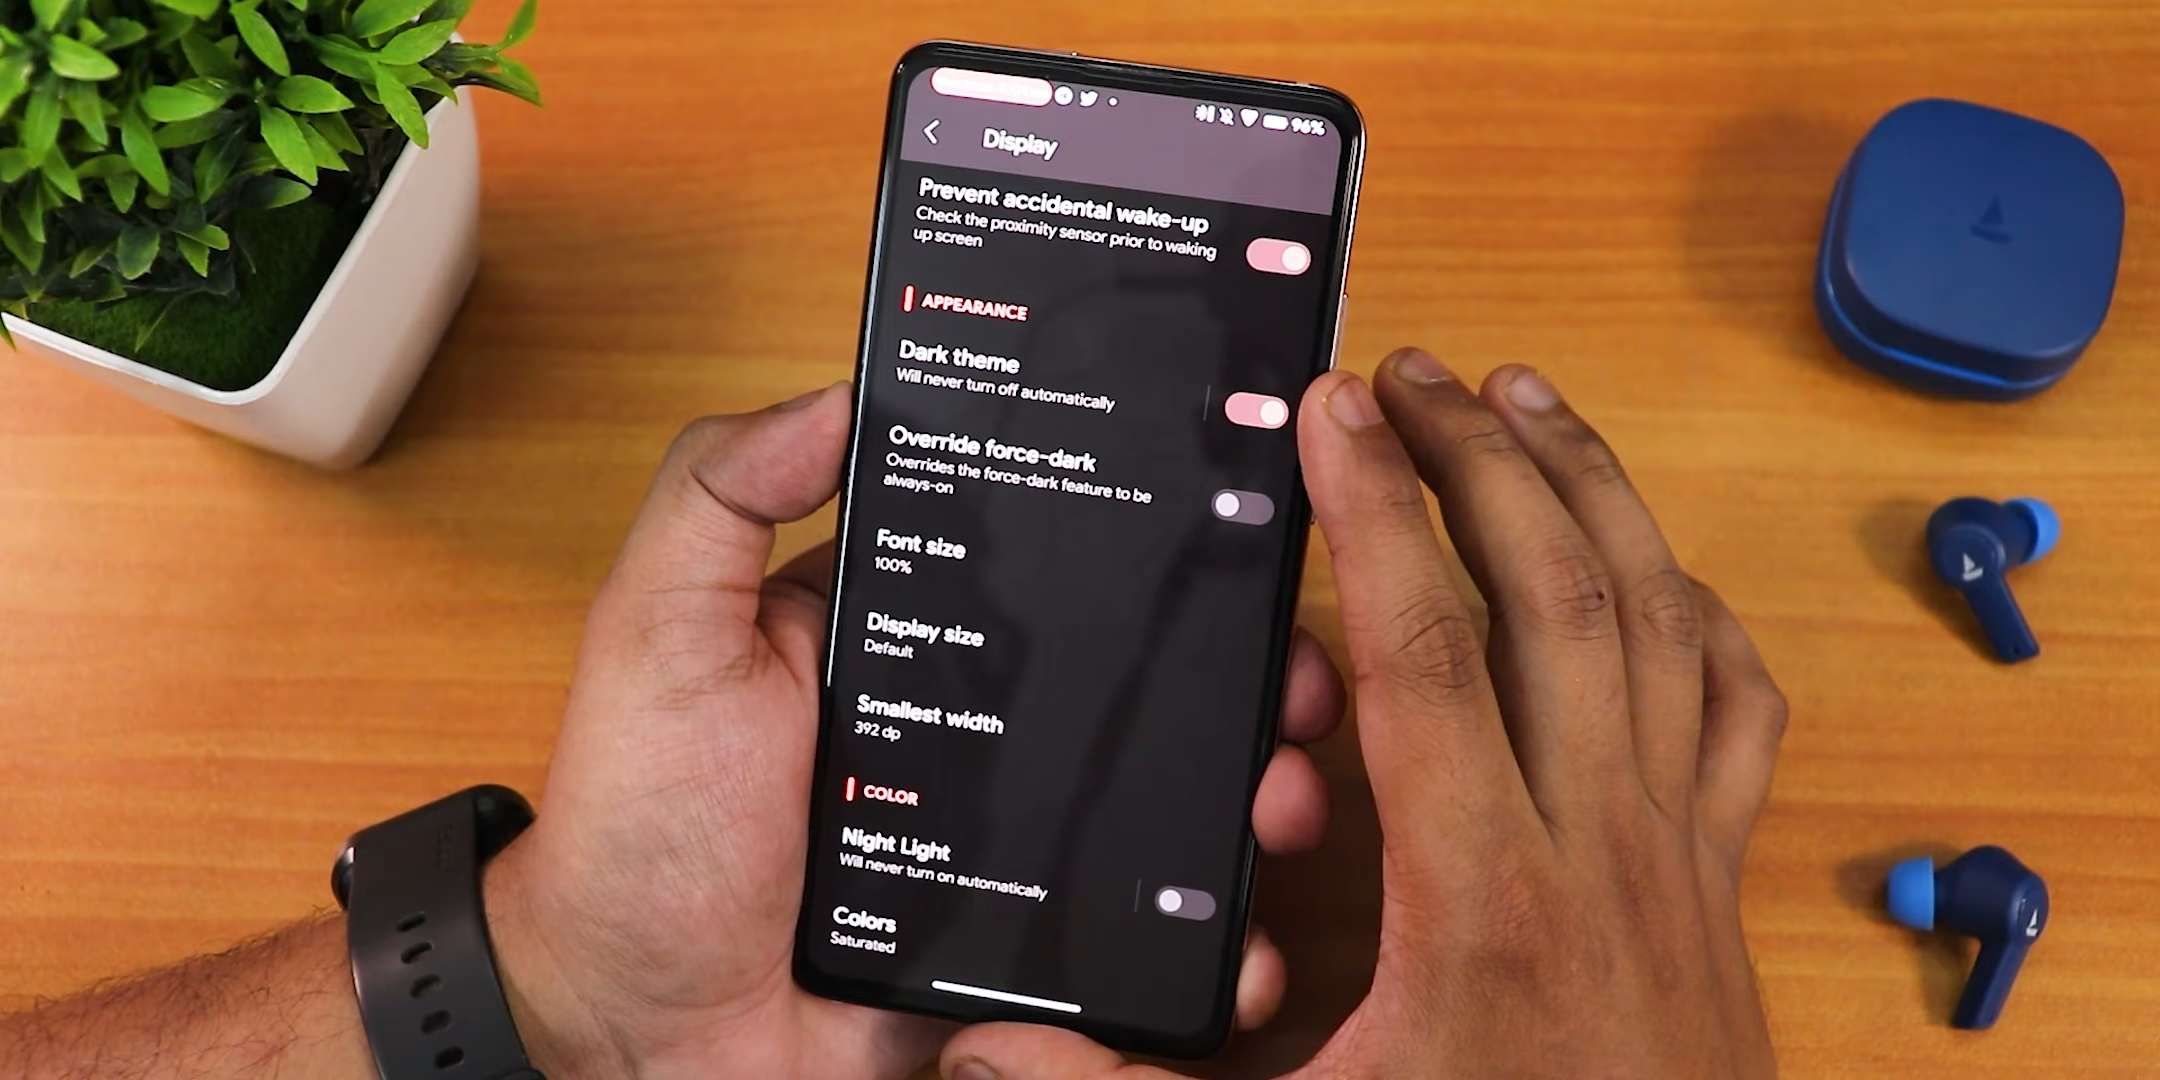 96%
Display
Prevent accidental wake-up
Check the proximity sensor prior to waking
up screen
APPEARANCE
Dark theme
Will never turn off automatically
Override force-dark
Overrides the force-dark feature to be
always-on
Font size
100%
Display size
Default
Smallest width
392 dp
COLOR
Night Light
Will never turn on automatically
Colors
Saturated